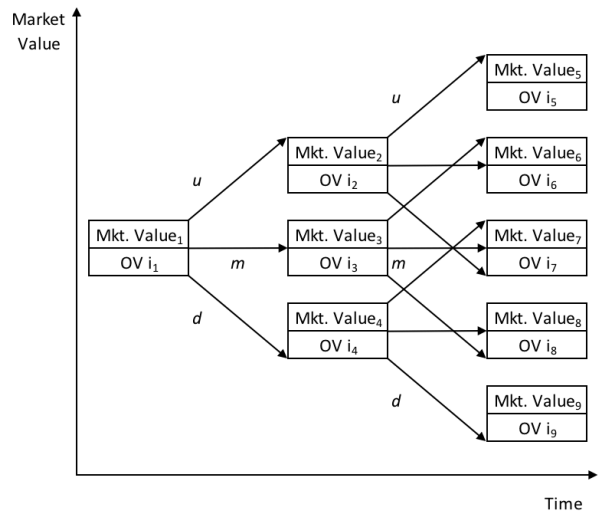 Market
Value
Mkt. Value₅
OV i₅
u
Mkt. Value₂
OV i₂
Mkt. Value₆
OV i₆
u
Mkt. Value₁
OV i₁
m
Mkt. Value₃
OV i₃
m
Mkt. Value₇
OV i₇
d
Mkt. Value₄
OV i₄
Mkt. Value₈
OV i₈
d
Mkt. Value₉
OV i₉
Time